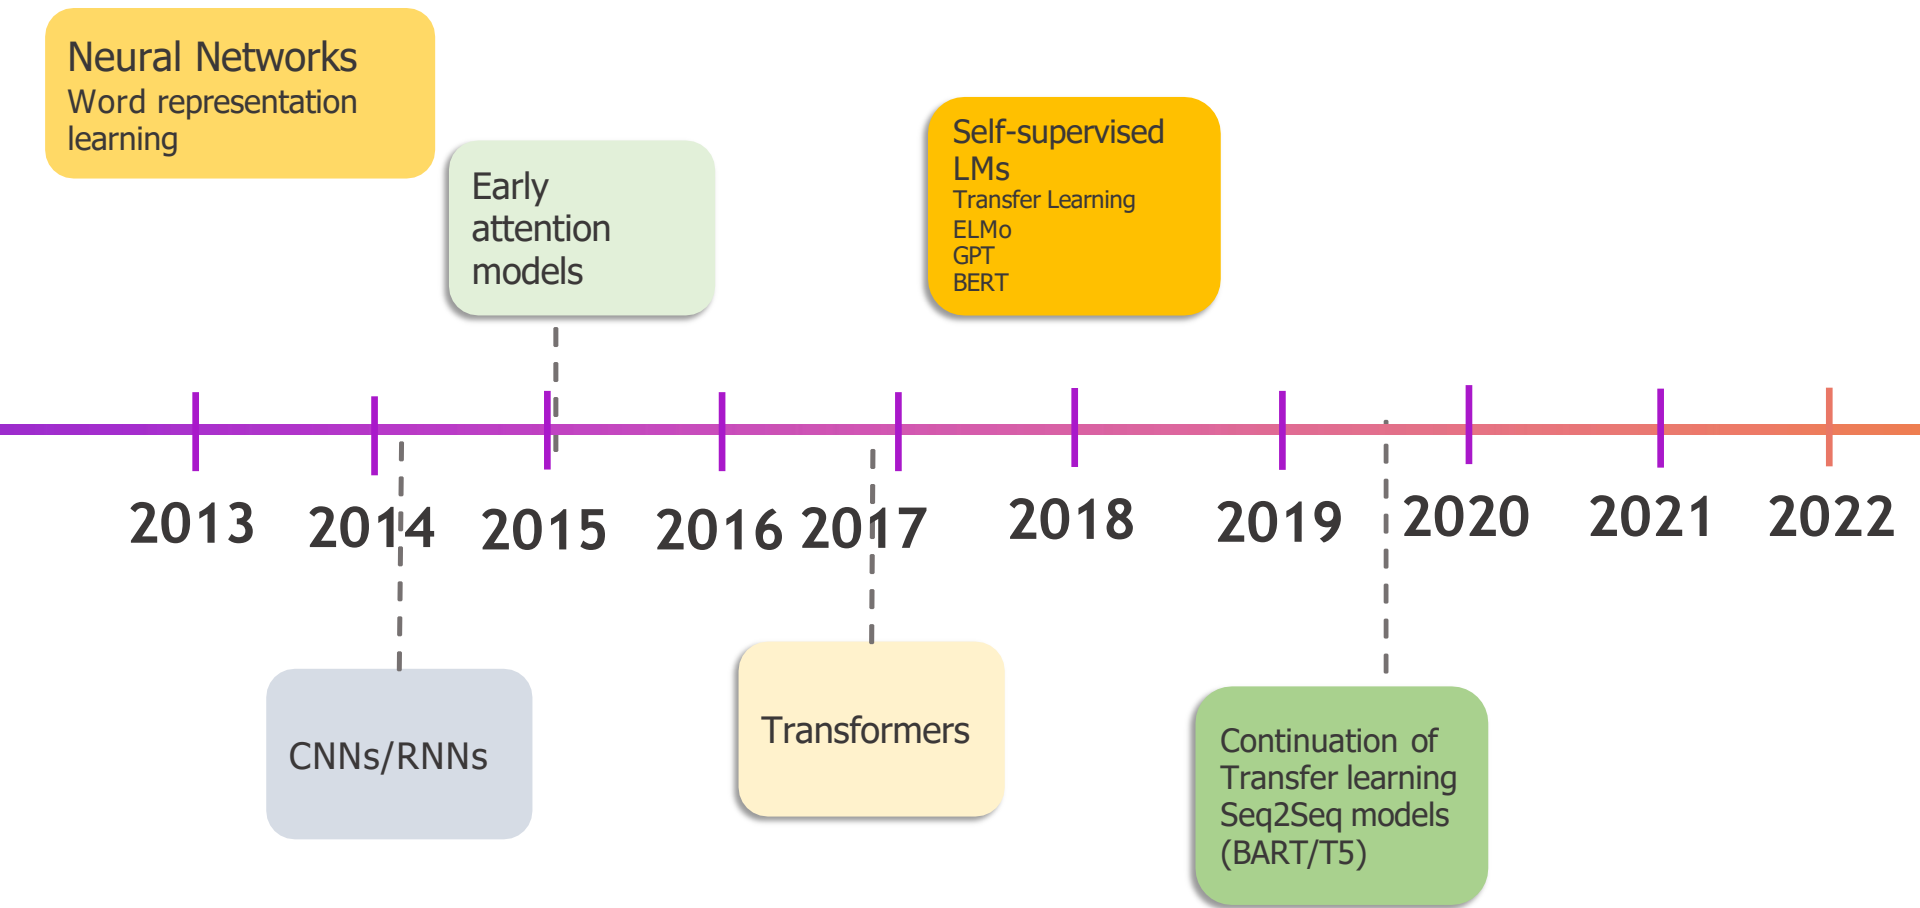 Neural Networks
Word representation
learning
Early
attention
models
Self-supervised
LMs
Transfer Learning
ELMo
GPT
BERT
2013
2014
2015
2016
2017
2018
2019
2020
2021
2022
CNNs/RNNs
Transformers
Continuation of
Transfer learning
Seq2Seq models
(BART/T5)